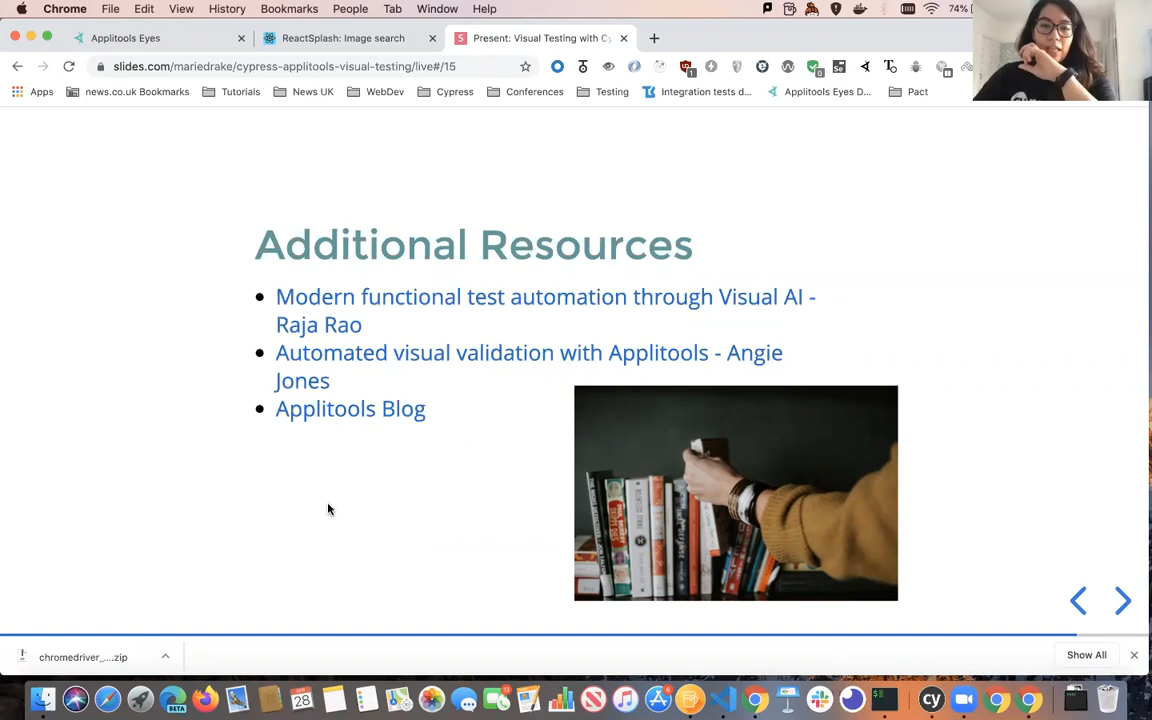 Chrome File Edit View History Bookmarks People Tab Window Help 74%
Applitools Eyes ReactSplash: Image search Present: Visual Testing with Cy
slides.com/mariedrake/cypress-applitools-visual-testing/live#/15
Apps news.co.uk Bookmarks Tutorials News UK WebDev Cypress Conferences Testing Integration tests d... Applitools Eyes D... Pact
Additional Resources
Modern functional test automation through Visual AI -
Raja Rao
Automated visual validation with Applitools - Angie
Jones
Applitools Blog
chromedriver_....zip Show All